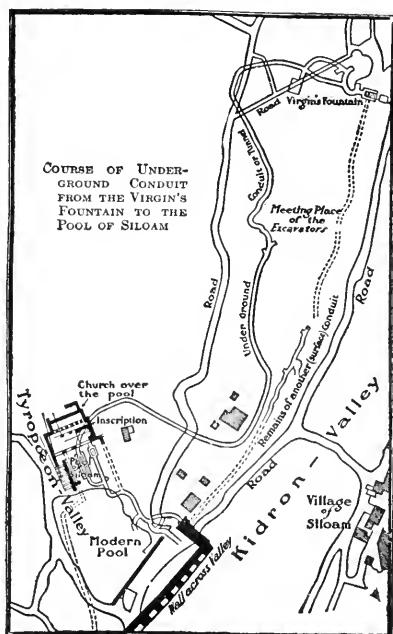 COURSE OF UNDER-
GROUND CONDUIT
FROM THE VIRGIN'S
FOUNTAIN TO THE
POOL OF SILOAM
Road
Virgin's Fountain
Conduit or Tunnel
Meeting Place
of the
Excavators
Road
Road
Under Ground
Remains of another (surface) Conduit
Church over
the pool
Inscription
Siloam
Tyropoeon
Valley
Road
Kidron-Valley
Village
of
Siloam
Modern
Pool
Wall across Valley